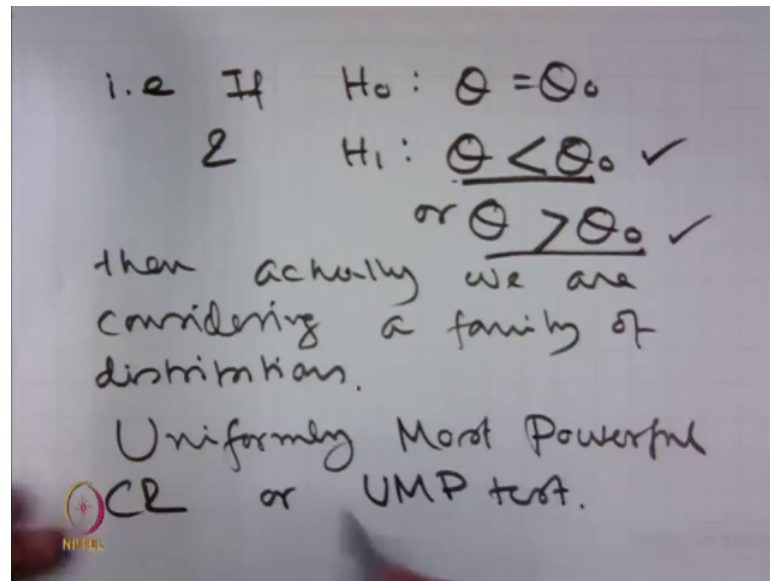 i.e If H₀ : θ = θ₀
& H₁ : θ < θ₀ ✓
or θ > θ₀ ✓
then actually we are
considering a family of
distributions.
Uniformly Most Powerful
CR or UMP test.
NPTEL